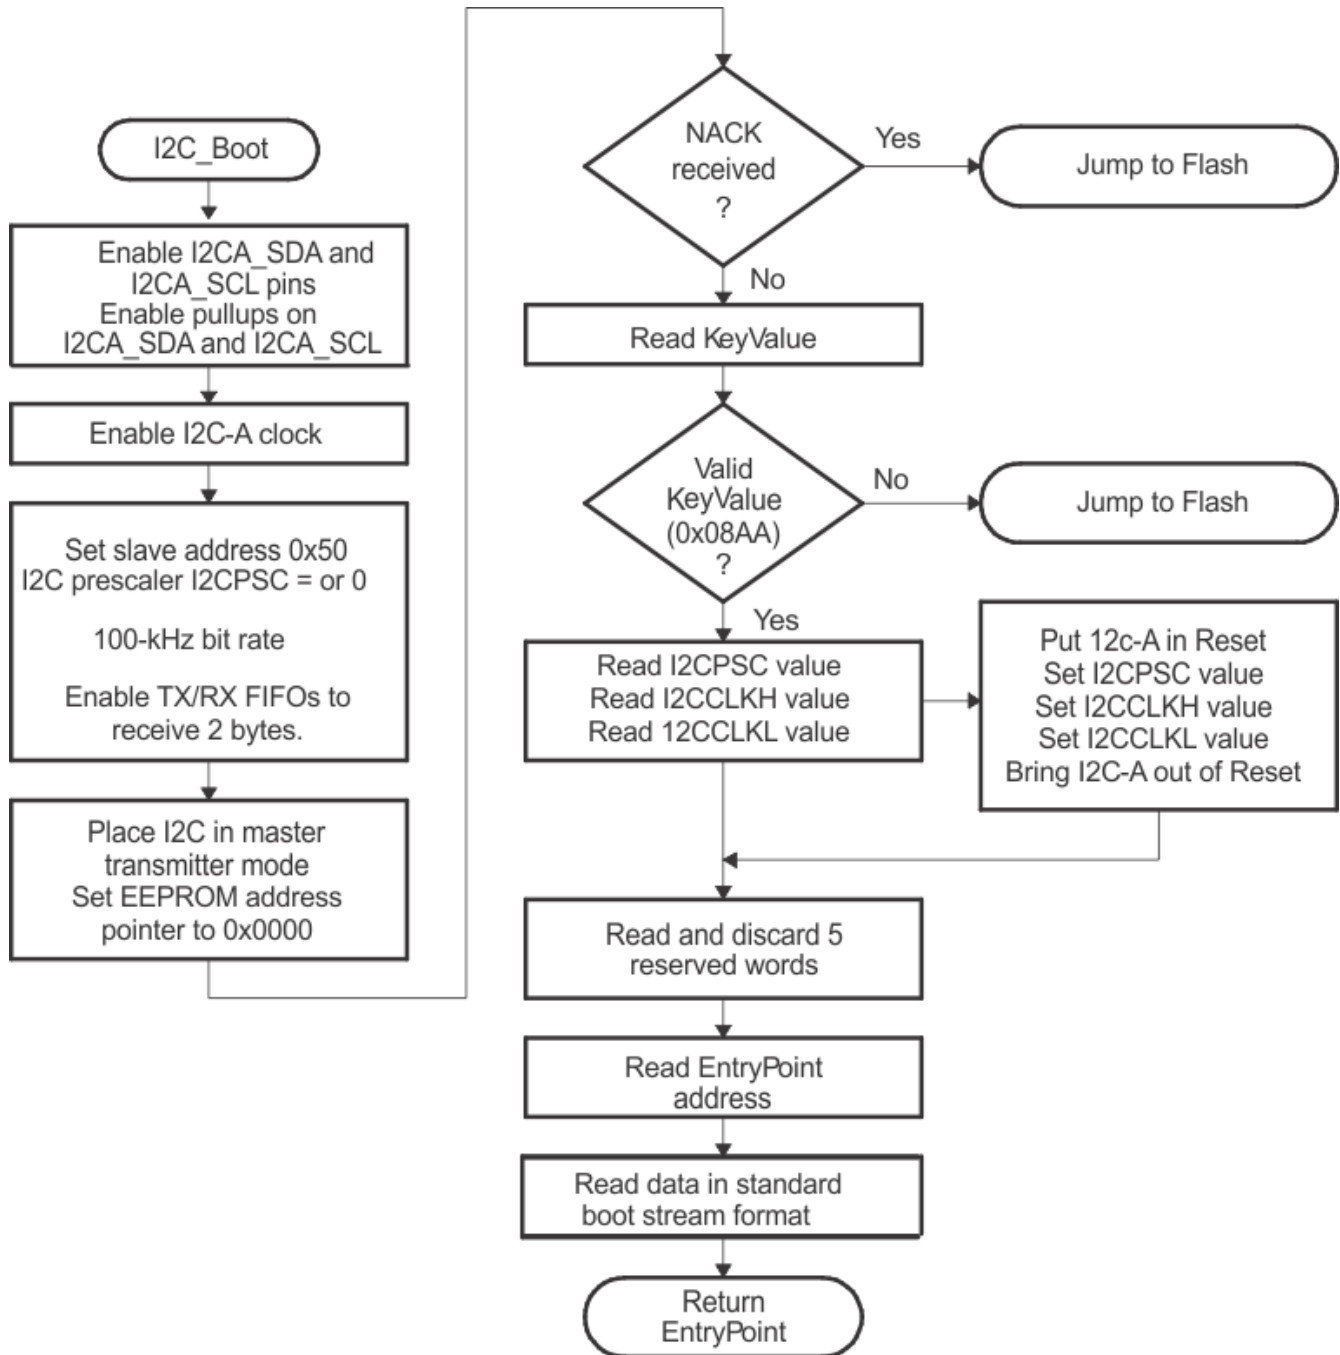 I2C_Boot
Enable I2CA_SDA and
I2CA_SCL pins
Enable pullups on
I2CA_SDA and I2CA_SCL
Enable I2C-A clock
Set slave address 0x50
I2C prescaler I2CPSC = or 0
100-kHz bit rate
Enable TX/RX FIFOs to
receive 2 bytes.
Place I2C in master
transmitter mode
Set EEPROM address
pointer to 0x0000
NACK
received
?
Yes
Jump to Flash
No
Read KeyValue
Valid
KeyValue
(0x08AA)
?
No
Jump to Flash
Yes
Read I2CPSC value
Read I2CCLKH value
Read 12CCLKL value
Put 12c-A in Reset
Set I2CPSC value
Set I2CCLKH value
Set I2CCLKL value
Bring I2C-A out of Reset
Read and discard 5
reserved words
Read EntryPoint
address
Read data in standard
boot stream format
Return
EntryPoint